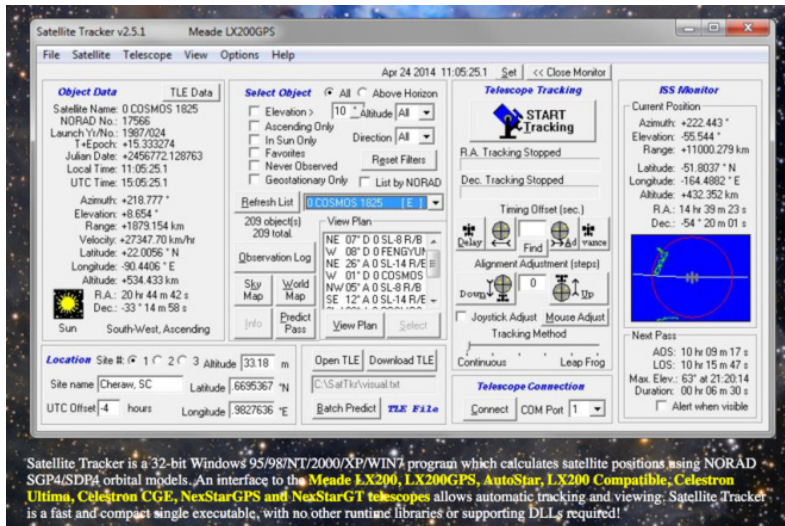 Satellite Tracker v2.5.1 Meade LX200GPS
File Satellite Telescope View Options Help
Apr 24 2014 11:05:25.1 Set << Close Monitor
Object Data TLE Data
Satellite Name: 0 COSMOS 1825
NORAD No.: 17566
Launch Yr/No.: 1987/024
T+Epoch: +15.333274
Julian Date: +2456772.128763
Local Time: 11:05:25.1
UTC Time: 15:05:25.1
Azimuth: +218.777 °
Elevation: +8.654 °
Range: +1879.154 km
Velocity: +27347.70 km/hr
Latitude: +22.0056 ° N
Longitude: -90.4406 ° E
Altitude: +534.433 km
R.A.: 20 hr 44 m 42 s
Dec.: -33 ° 14 m 58 s
Sun South-West, Ascending
Select Object All Above Horizon
Elevation > 10 ° Altitude All
Ascending Only
In Sun Only Direction All
Favorites
Never Observed Reset Filters
Geostationary Only List by NORAD
Refresh List 0 COSMOS 1825 [E ]
209 object(s)
209 total.
Observation Log
Sky Map World Map
Info Predict Pass
View Plan
NE 07° D 0 SL-8 R/B
W 08° D 0 FENGYUN
NE 26° A 0 SL-14 R/B
W 01° D 0 COSMOS
NW 05° A 0 SL-8 R/B
SE 12° A 0 SL-14 R/B
View Plan Select
Telescope Tracking
START Tracking
R.A. Tracking Stopped
Dec. Tracking Stopped
Timing Offset (sec.)
Delay Find Ad vance
Alignment Adjustment (steps)
Down 0 Up
Joystick Adjust Mouse Adjust
Tracking Method
Continuous Leap Frog
ISS Monitor
Current Position
Azimuth: +222.443 °
Elevation: -55.544 °
Range: +11000.279 km
Latitude: -51.8037 ° N
Longitude: -164.4882 ° E
Altitude: +432.352 km
R.A.: 14 hr 39 m 23 s
Dec.: -54 ° 20 m 01 s
Next Pass
AOS: 10 hr 09 m 17 s
LOS: 10 hr 15 m 47 s
Max. Elev.: 63° at 21:20:14
Duration: 00 hr 06 m 30 s
Alert when visible
Location Site #: 1 2 3 Altitude 33.18 m
Site name Cheraw, SC Latitude .6695367 °N
UTC Offset -4 hours Longitude .9827636 °E
Open TLE Download TLE
C:\SatTkr\visual.txt
Batch Predict TLE File
Telescope Connection
Connect COM Port 1
Satellite Tracker is a 32-bit Windows 95/98/NT/2000/XP/WIN7 program which calculates satellite positions using NORAD
SGP4/SDP4 orbital models. An interface to the Meade LX200, LX200GPS, AutoStar, LX200 Compatible, Celestron
Ultima, Celestron CGE, NexStarGPS and NexStarGT telescopes allows automatic tracking and viewing. Satellite Tracker
is a fast and compact single executable, with no other runtime libraries or supporting DLLs required!